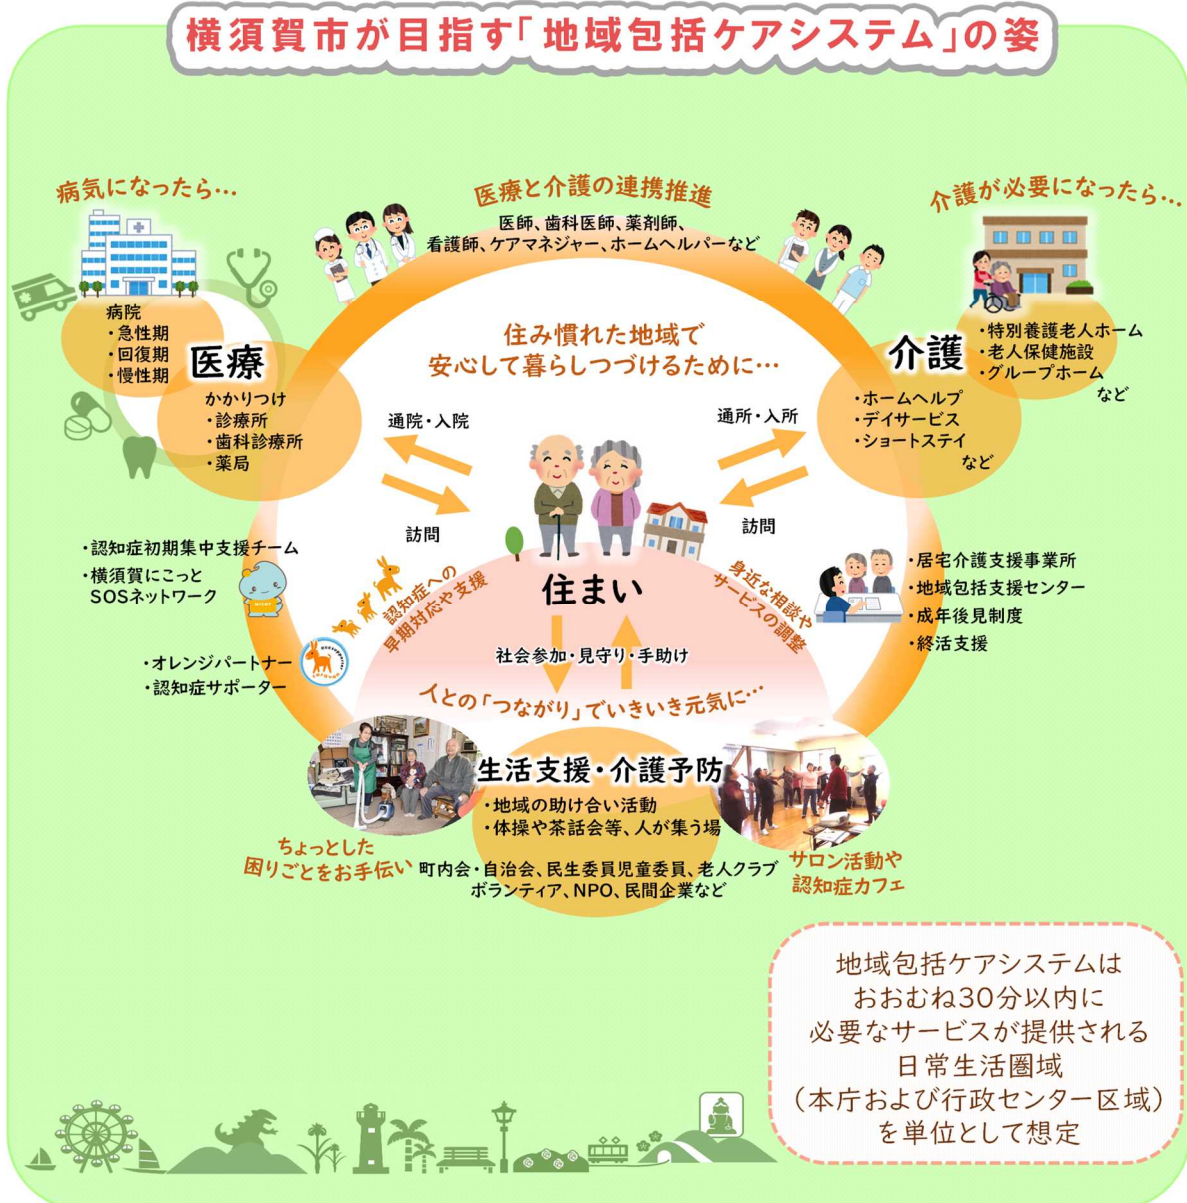 横須賀市が目指す「地域包括ケアシステム」の姿
病気になったら…
医療と介護の連携推進
医師、歯科医師、薬剤師、
看護師、ケアマネジャー、ホームヘルパーなど
介護が必要になったら…
病院
・急性期
・回復期
・慢性期
医療
かかりつけ
・診療所
・歯科診療所
・薬局
住み慣れた地域で
安心して暮らしつづけるために…
介護
・特別養護老人ホーム
・老人保健施設
・グループホーム
など
・ホームヘルプ
・デイサービス
・ショートステイ
など
通院・入院
訪問
通所・入所
訪問
・認知症初期集中支援チーム
・横須賀にこっと
SOSネットワーク
・オレンジパートナー
・認知症サポーター
認知症への
早期対応や支援
住まい
身近な相談や
サービスの調整
・居宅介護支援事業所
・地域包括支援センター
・成年後見制度
・終活支援
社会参加・見守り・手助け
人との「つながり」でいきいき元気に…
生活支援・介護予防
・地域の助け合い活動
・体操や茶話会等、人が集う場
町内会・自治会、民生委員児童委員、老人クラブ
ボランティア、NPO、民間企業など
ちょっとした
困りごとをお手伝い
サロン活動や
認知症カフェ
地域包括ケアシステムは
おおむね30分以内に
必要なサービスが提供される
日常生活圏域
（本庁および行政センター区域）
を単位として想定